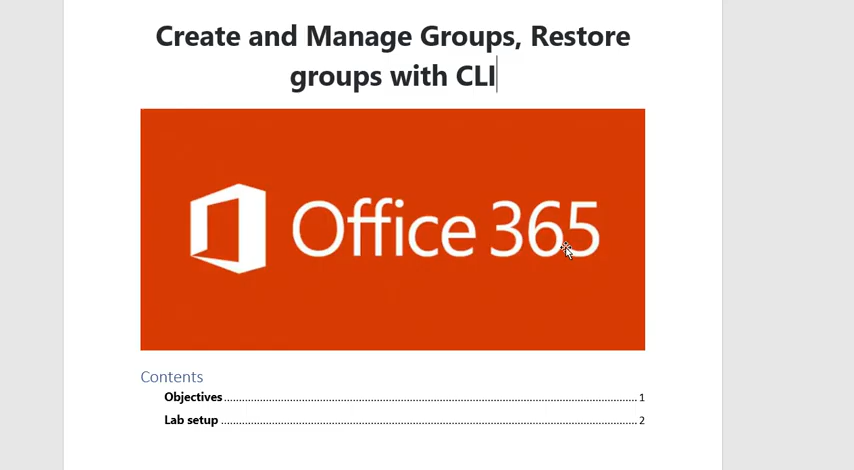 Create and Manage Groups, Restore
groups with CLI
Office 365
Contents
Objectives........................................................................................................1
Lab setup........................................................................................................2